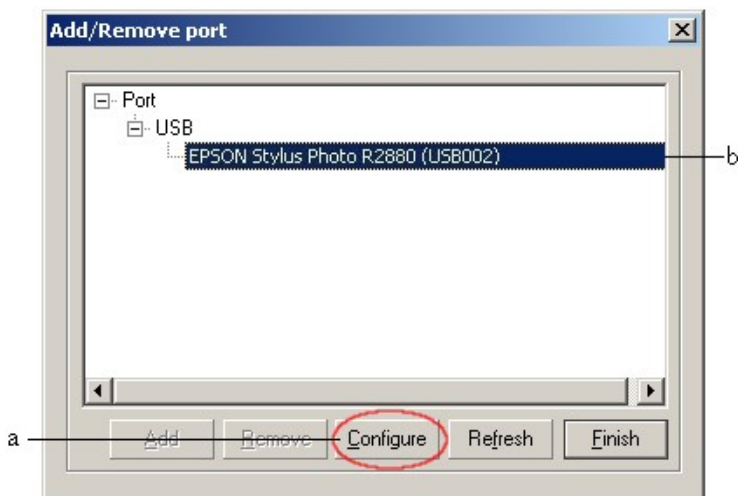 Add/Remove port
Port
USB
EPSON Stylus Photo R2880 (USB002)
b
a
Add Remove Configure Refresh Finish